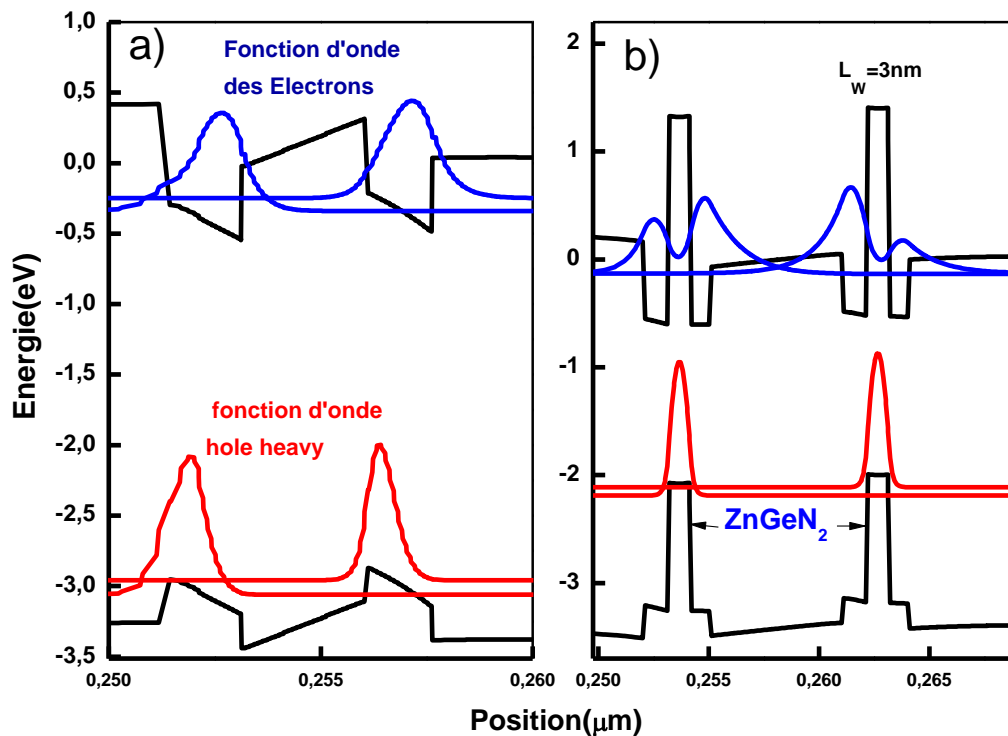 a)
Fonction d'onde
des Electrons
fonction d'onde
hole heavy
1,0
0,5
0,0
-0,5
-1,0
-1,5
-2,0
-2,5
-3,0
-3,5
0,250
0,255
0,260
Energie(eV)
b)
L_W=3nm
ZnGeN2
2
1
0
-1
-2
-3
0,250
0,255
0,260
0,265
Position(μm)